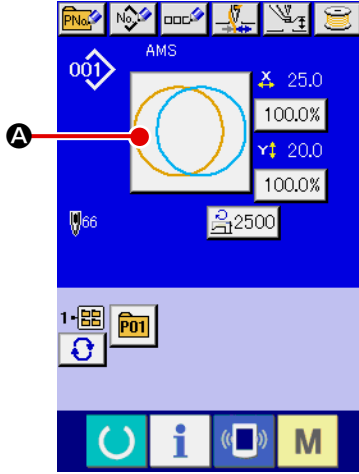 PNo. No.
AMS
001
X 25.0
100.0%
A
Y 20.0
100.0%
66
2500
1•
P01
i
M